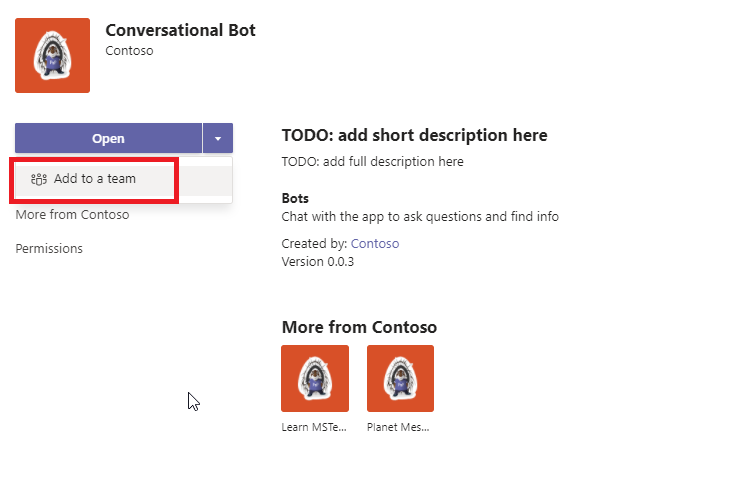 Conversational Bot
Contoso
Open
Add to a team
More from Contoso
Permissions
TODO: add short description here
TODO: add full description here
Bots
Chat with the app to ask questions and find info
Created by: Contoso
Version 0.0.3
More from Contoso
Learn MSTe...
Planet Mes...